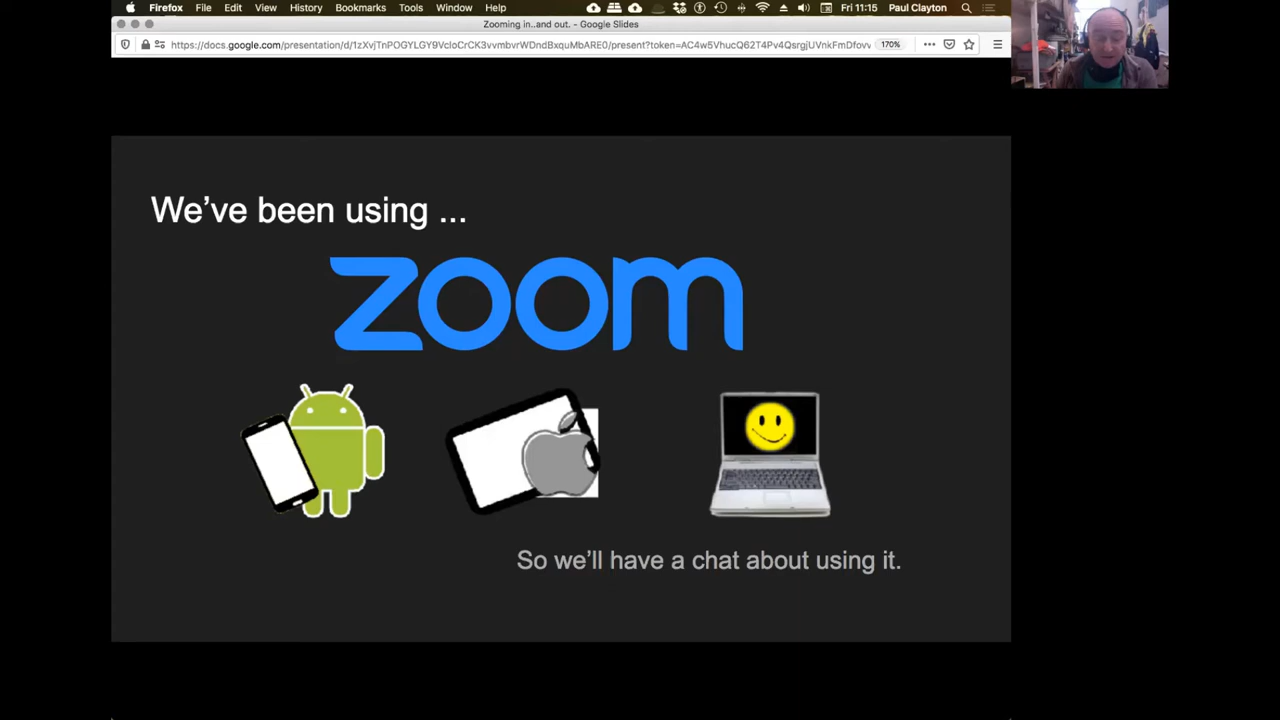 Firefox File Edit View History Bookmarks Tools Window Help Fri 11:15 Paul Clayton
Zooming in..and out. - Google Slides
170%
We've been using ...
zoom
So we'll have a chat about using it.